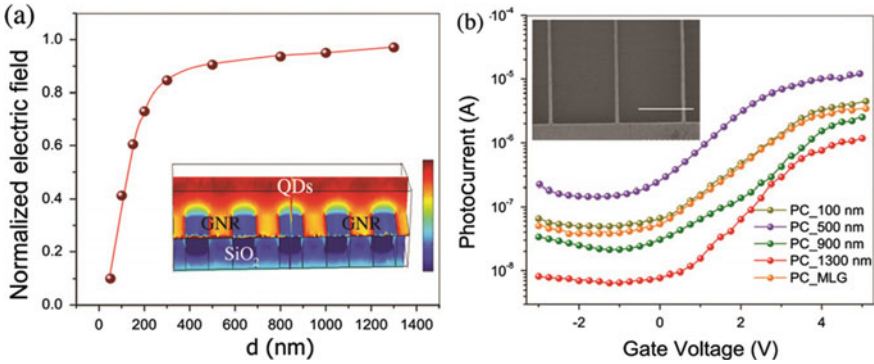 (a)
Normalized electric field
1.0
0.8
0.6
0.4
0.2
0.0
QDs
GNR
GNR
SiO₂
0 200 400 600 800 1000 1200 1400
d (nm)
(b)
PhotoCurrent (A)
10⁻⁴
10⁻⁵
10⁻⁶
10⁻⁷
10⁻⁸
PC_100 nm
PC_500 nm
PC_900 nm
PC_1300 nm
PC_MLG
-2 0 2 4
Gate Voltage (V)